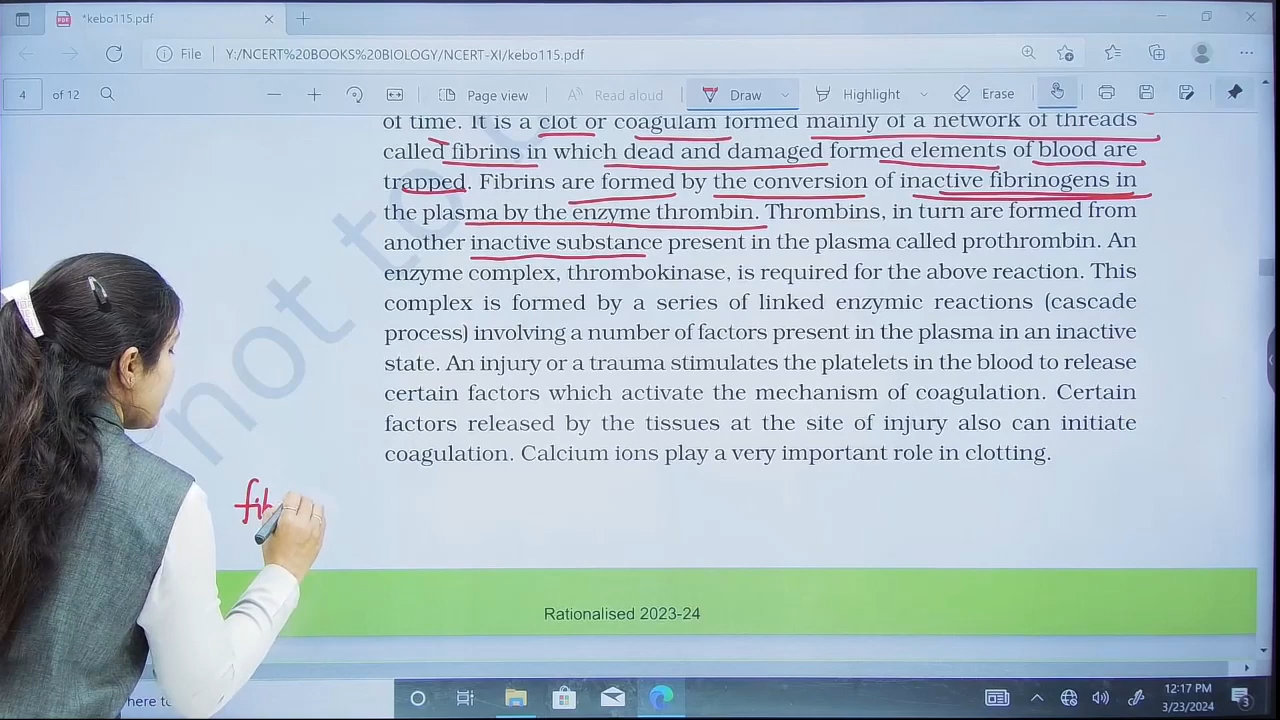 *kebo115.pdf
File Y:/NCERT%20BOOKS%20BIOLOGY/NCERT-XI/kebo115.pdf
4 of 12 Page view Read aloud Draw Highlight Erase
of time. It is a clot or coagulam formed mainly of a network of threads
called fibrins in which dead and damaged formed elements of blood are
trapped. Fibrins are formed by the conversion of inactive fibrinogens in
the plasma by the enzyme thrombin. Thrombins, in turn are formed from
another inactive substance present in the plasma called prothrombin. An
enzyme complex, thrombokinase, is required for the above reaction. This
complex is formed by a series of linked enzymic reactions (cascade
process) involving a number of factors present in the plasma in an inactive
state. An injury or a trauma stimulates the platelets in the blood to release
certain factors which activate the mechanism of coagulation. Certain
factors released by the tissues at the site of injury also can initiate
coagulation. Calcium ions play a very important role in clotting.
not to
Rationalised 2023-24
here
12:17 PM
3/23/2024
3